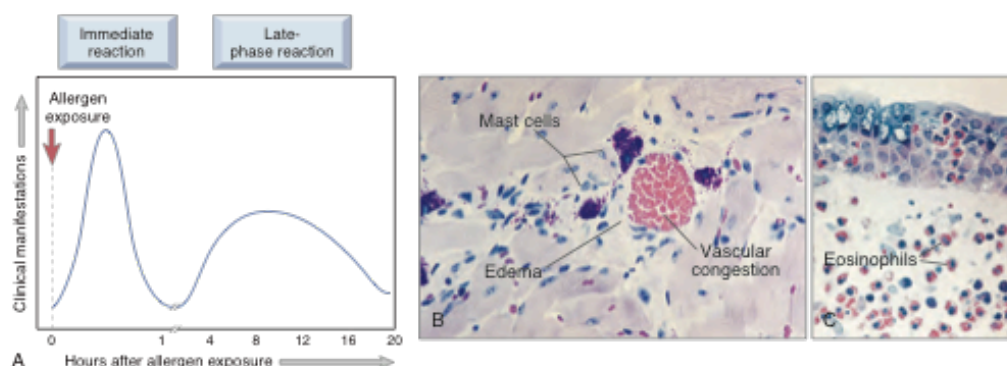 Immediate
reaction
Late-
phase reaction
Allergen
exposure
Clinical manifestations
0 1 4 8 12 16 20
A Hours after allergen exposure
Mast cells
Edema
Vascular
congestion
B
Eosinophils
C